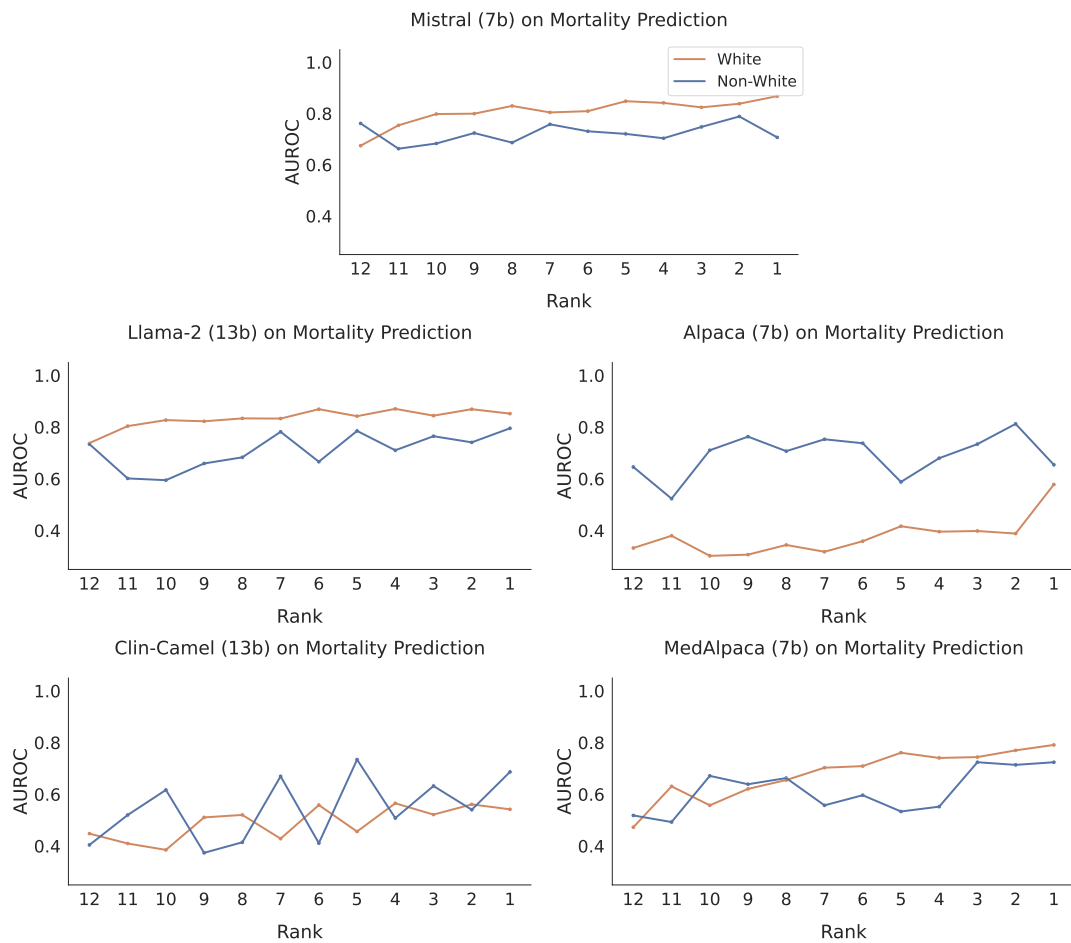 Mistral (7b) on Mortality Prediction
White
Non-White
1.0
0.8
0.6
0.4
AUROC
12 11 10 9 8 7 6 5 4 3 2 1
Rank
Llama-2 (13b) on Mortality Prediction
1.0
0.8
0.6
0.4
AUROC
12 11 10 9 8 7 6 5 4 3 2 1
Rank
Alpaca (7b) on Mortality Prediction
1.0
0.8
0.6
0.4
AUROC
12 11 10 9 8 7 6 5 4 3 2 1
Rank
Clin-Camel (13b) on Mortality Prediction
1.0
0.8
0.6
0.4
AUROC
12 11 10 9 8 7 6 5 4 3 2 1
Rank
MedAlpaca (7b) on Mortality Prediction
1.0
0.8
0.6
0.4
AUROC
12 11 10 9 8 7 6 5 4 3 2 1
Rank